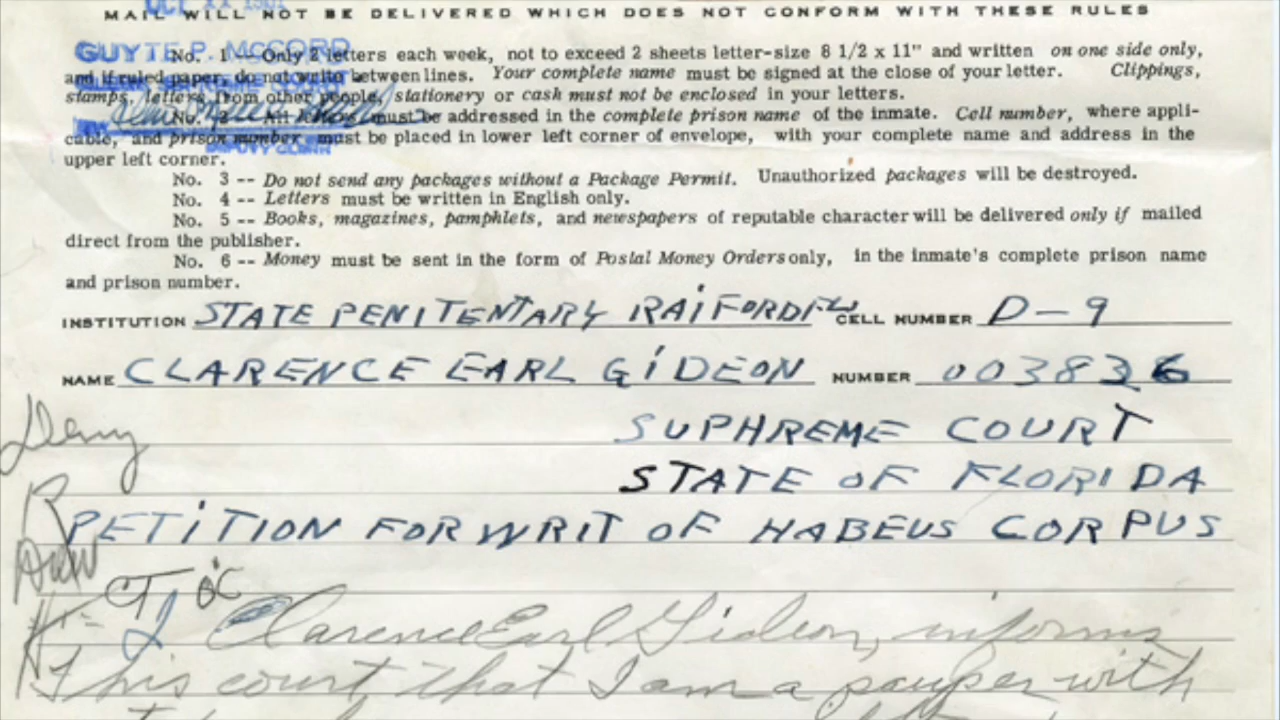 OCT 11 1961
MAIL WILL NOT BE DELIVERED WHICH DOES NOT CONFORM WITH THESE RULES
GUYTE P. McCORD
No. 1 -- Only 2 letters each week, not to exceed 2 sheets letter-size 8 1/2 x 11" and written on one side only,
and if ruled paper, do not write between lines. Your complete name must be signed at the close of your letter. Clippings,
stamps, letters from other people, stationery or cash must not be enclosed in your letters.
No. 2 -- All letters must be addressed in the complete prison name of the inmate. Cell number, where appli-
cable, and prison number must be placed in lower left corner of envelope, with your complete name and address in the
DEPUTY CLERK
upper left corner.
No. 3 -- Do not send any packages without a Package Permit. Unauthorized packages will be destroyed.
No. 4 -- Letters must be written in English only.
No. 5 -- Books, magazines, pamphlets, and newspapers of reputable character will be delivered only if mailed
direct from the publisher.
No. 6 -- Money must be sent in the form of Postal Money Orders only, in the inmate's complete prison name
and prison number.
INSTITUTION STATE PENITENTARY RAIFORD FL CELL NUMBER D-9
NAME CLARENCE EARL GIDEON NUMBER 003826
Deny
SUPHREME COURT
STATE OF FLORIDA
PETITION FOR WRIT OF HABEUS CORPUS
I Clarence Earl Gideon, informs
this court, that I am a pauper with